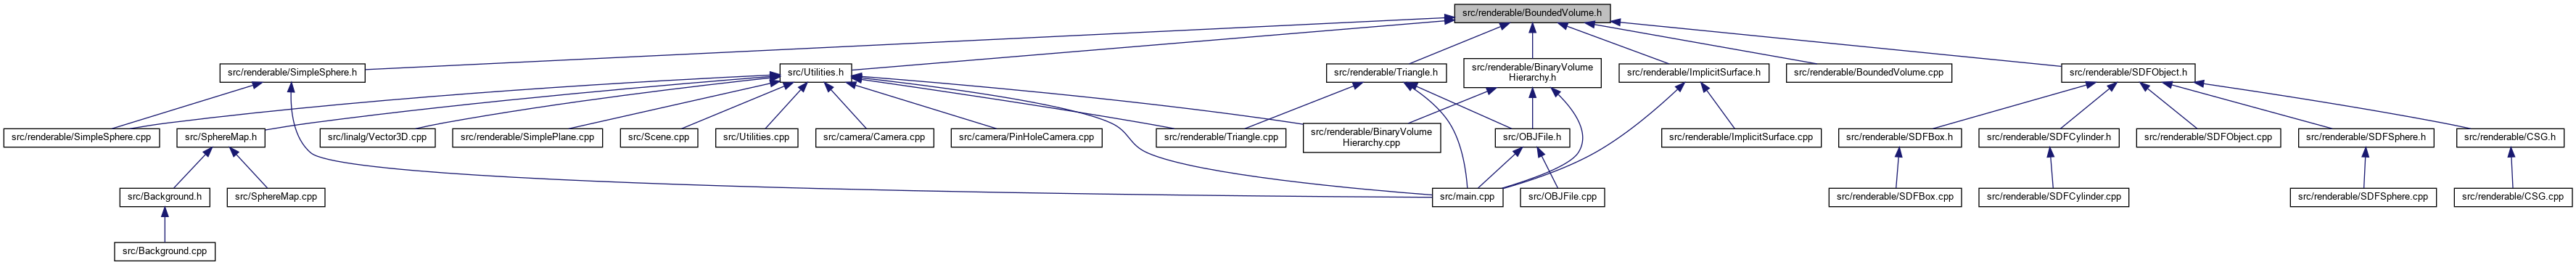 src/renderable/BoundedVolume.h
src/renderable/SimpleSphere.h
src/Utilities.h
src/renderable/Triangle.h
src/renderable/BinaryVolume
Hierarchy.h
src/renderable/ImplicitSurface.h
src/renderable/BoundedVolume.cpp
src/renderable/SDFObject.h
src/renderable/SimpleSphere.cpp
src/SphereMap.h
src/linalg/Vector3D.cpp
src/renderable/SimplePlane.cpp
src/Scene.cpp
src/Utilities.cpp
src/camera/Camera.cpp
src/camera/PinHoleCamera.cpp
src/renderable/Triangle.cpp
src/renderable/BinaryVolume
Hierarchy.cpp
src/OBJFile.h
src/renderable/ImplicitSurface.cpp
src/renderable/SDFBox.h
src/renderable/SDFCylinder.h
src/renderable/SDFObject.cpp
src/renderable/SDFSphere.h
src/renderable/CSG.h
src/Background.h
src/SphereMap.cpp
src/main.cpp
src/OBJFile.cpp
src/renderable/SDFBox.cpp
src/renderable/SDFCylinder.cpp
src/renderable/SDFSphere.cpp
src/renderable/CSG.cpp
src/Background.cpp